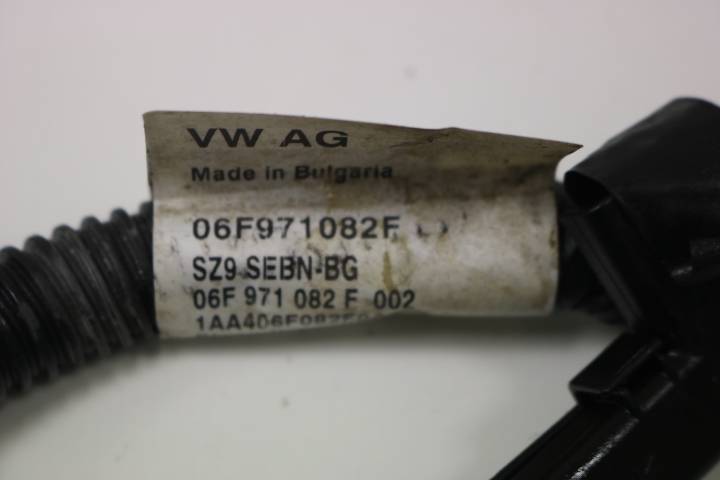 VW AG
Made in Bulgaria
06F971082F
SZ9 SEBN-BG
06F 971 082 F 002